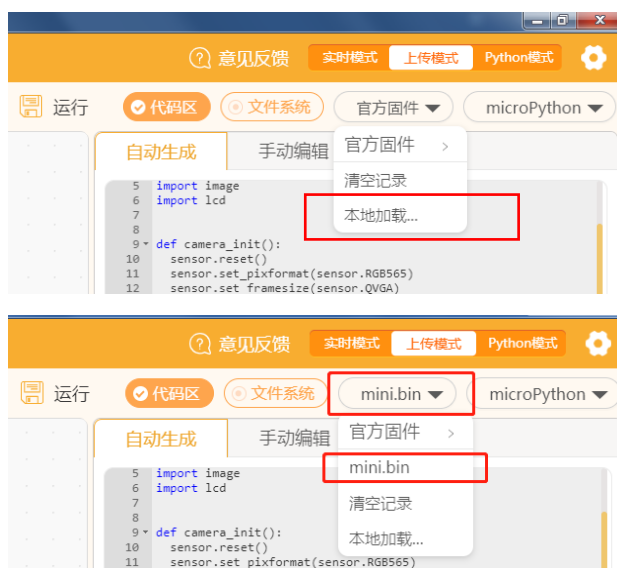 意见反馈 实时模式 上传模式 Python模式
运行 代码区 文件系统 官方固件 microPython
自动生成 手动编辑 官方固件 >
清空记录
本地加载...
5 import image
6 import lcd
7
8
9 def camera_init():
10 sensor.reset()
11 sensor.set_pixformat(sensor.RGB565)
12 sensor.set_framesize(sensor.QVGA)
意见反馈 实时模式 上传模式 Python模式
运行 代码区 文件系统 mini.bin microPython
自动生成 手动编辑 官方固件 >
mini.bin
清空记录
本地加载...
5 import image
6 import lcd
7
8
9 def camera_init():
10 sensor.reset()
11 sensor.set_pixformat(sensor.RGB565)